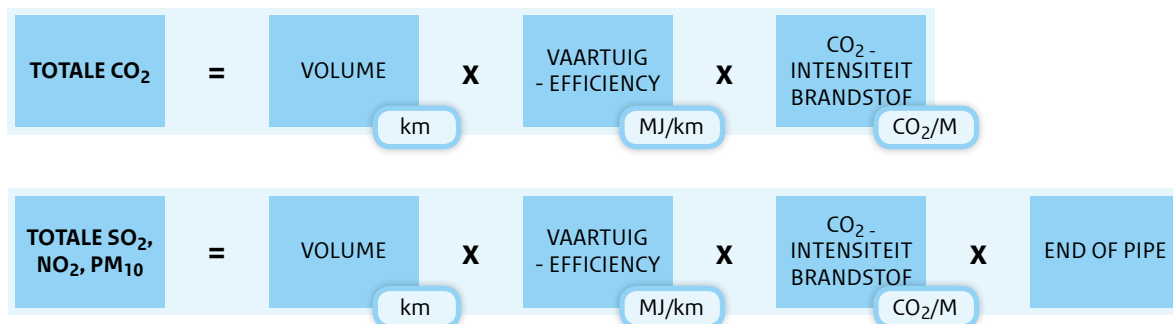 TOTALE CO₂ = VOLUME X VAARTUIG - EFFICIENCY X CO₂ - INTENSITEIT BRANDSTOF
km MJ/km CO₂/M
TOTALE SO₂, NO₂, PM₁₀ = VOLUME X VAARTUIG - EFFICIENCY X CO₂ - INTENSITEIT BRANDSTOF X END OF PIPE
km MJ/km CO₂/M